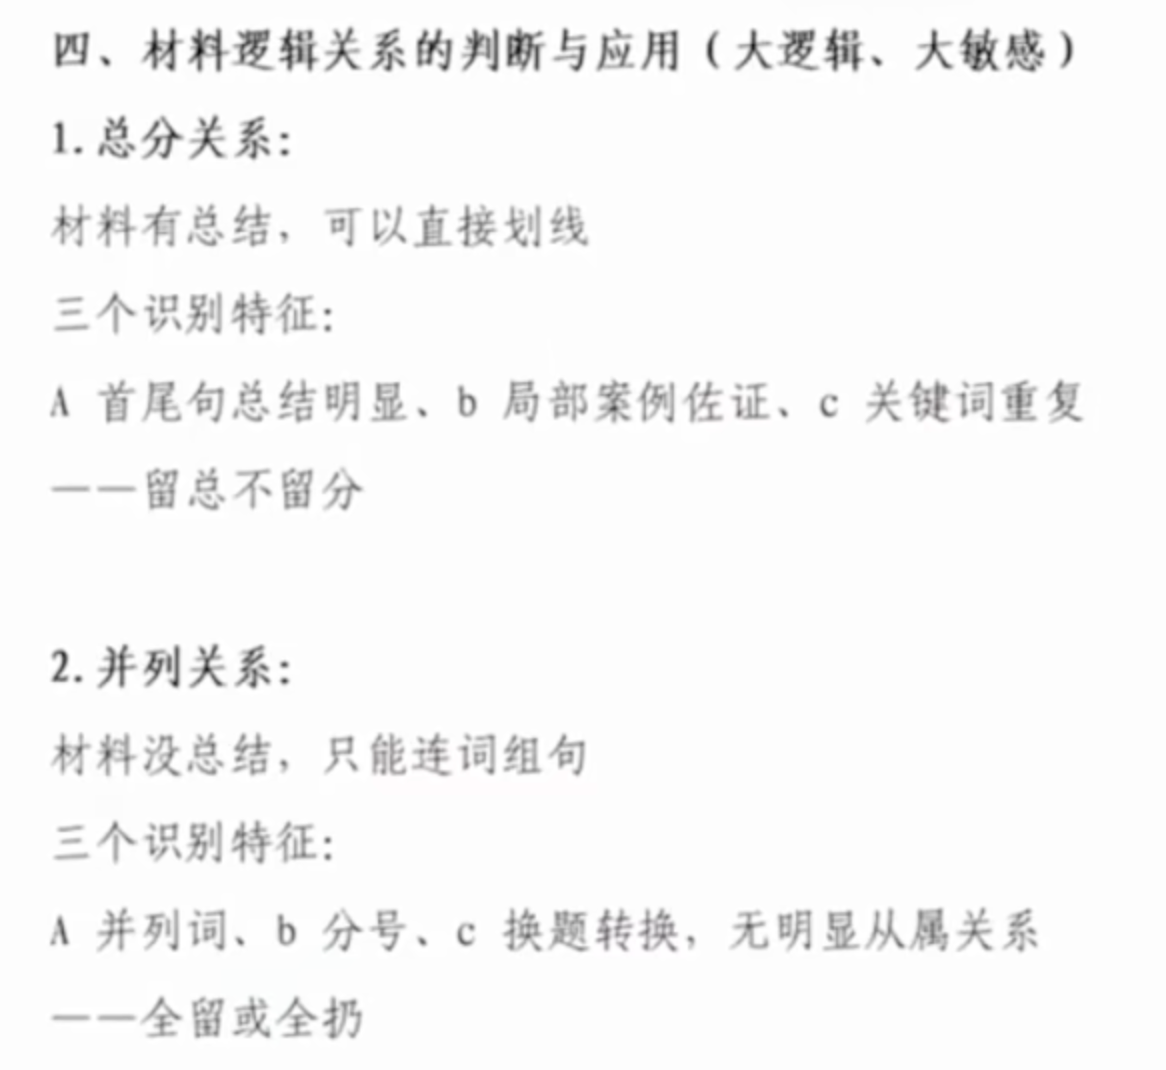 四、材料逻辑关系的判断与应用（大逻辑、大敏感）
1.总分关系：
材料有总结，可以直接划线
三个识别特征：
A 首尾句总结明显、b 局部案例佐证、c 关键词重复
——留总不留分
2.并列关系：
材料没总结，只能连词组句
三个识别特征：
A 并列词、b 分号、c 换题转换，无明显从属关系
——全留或全扔